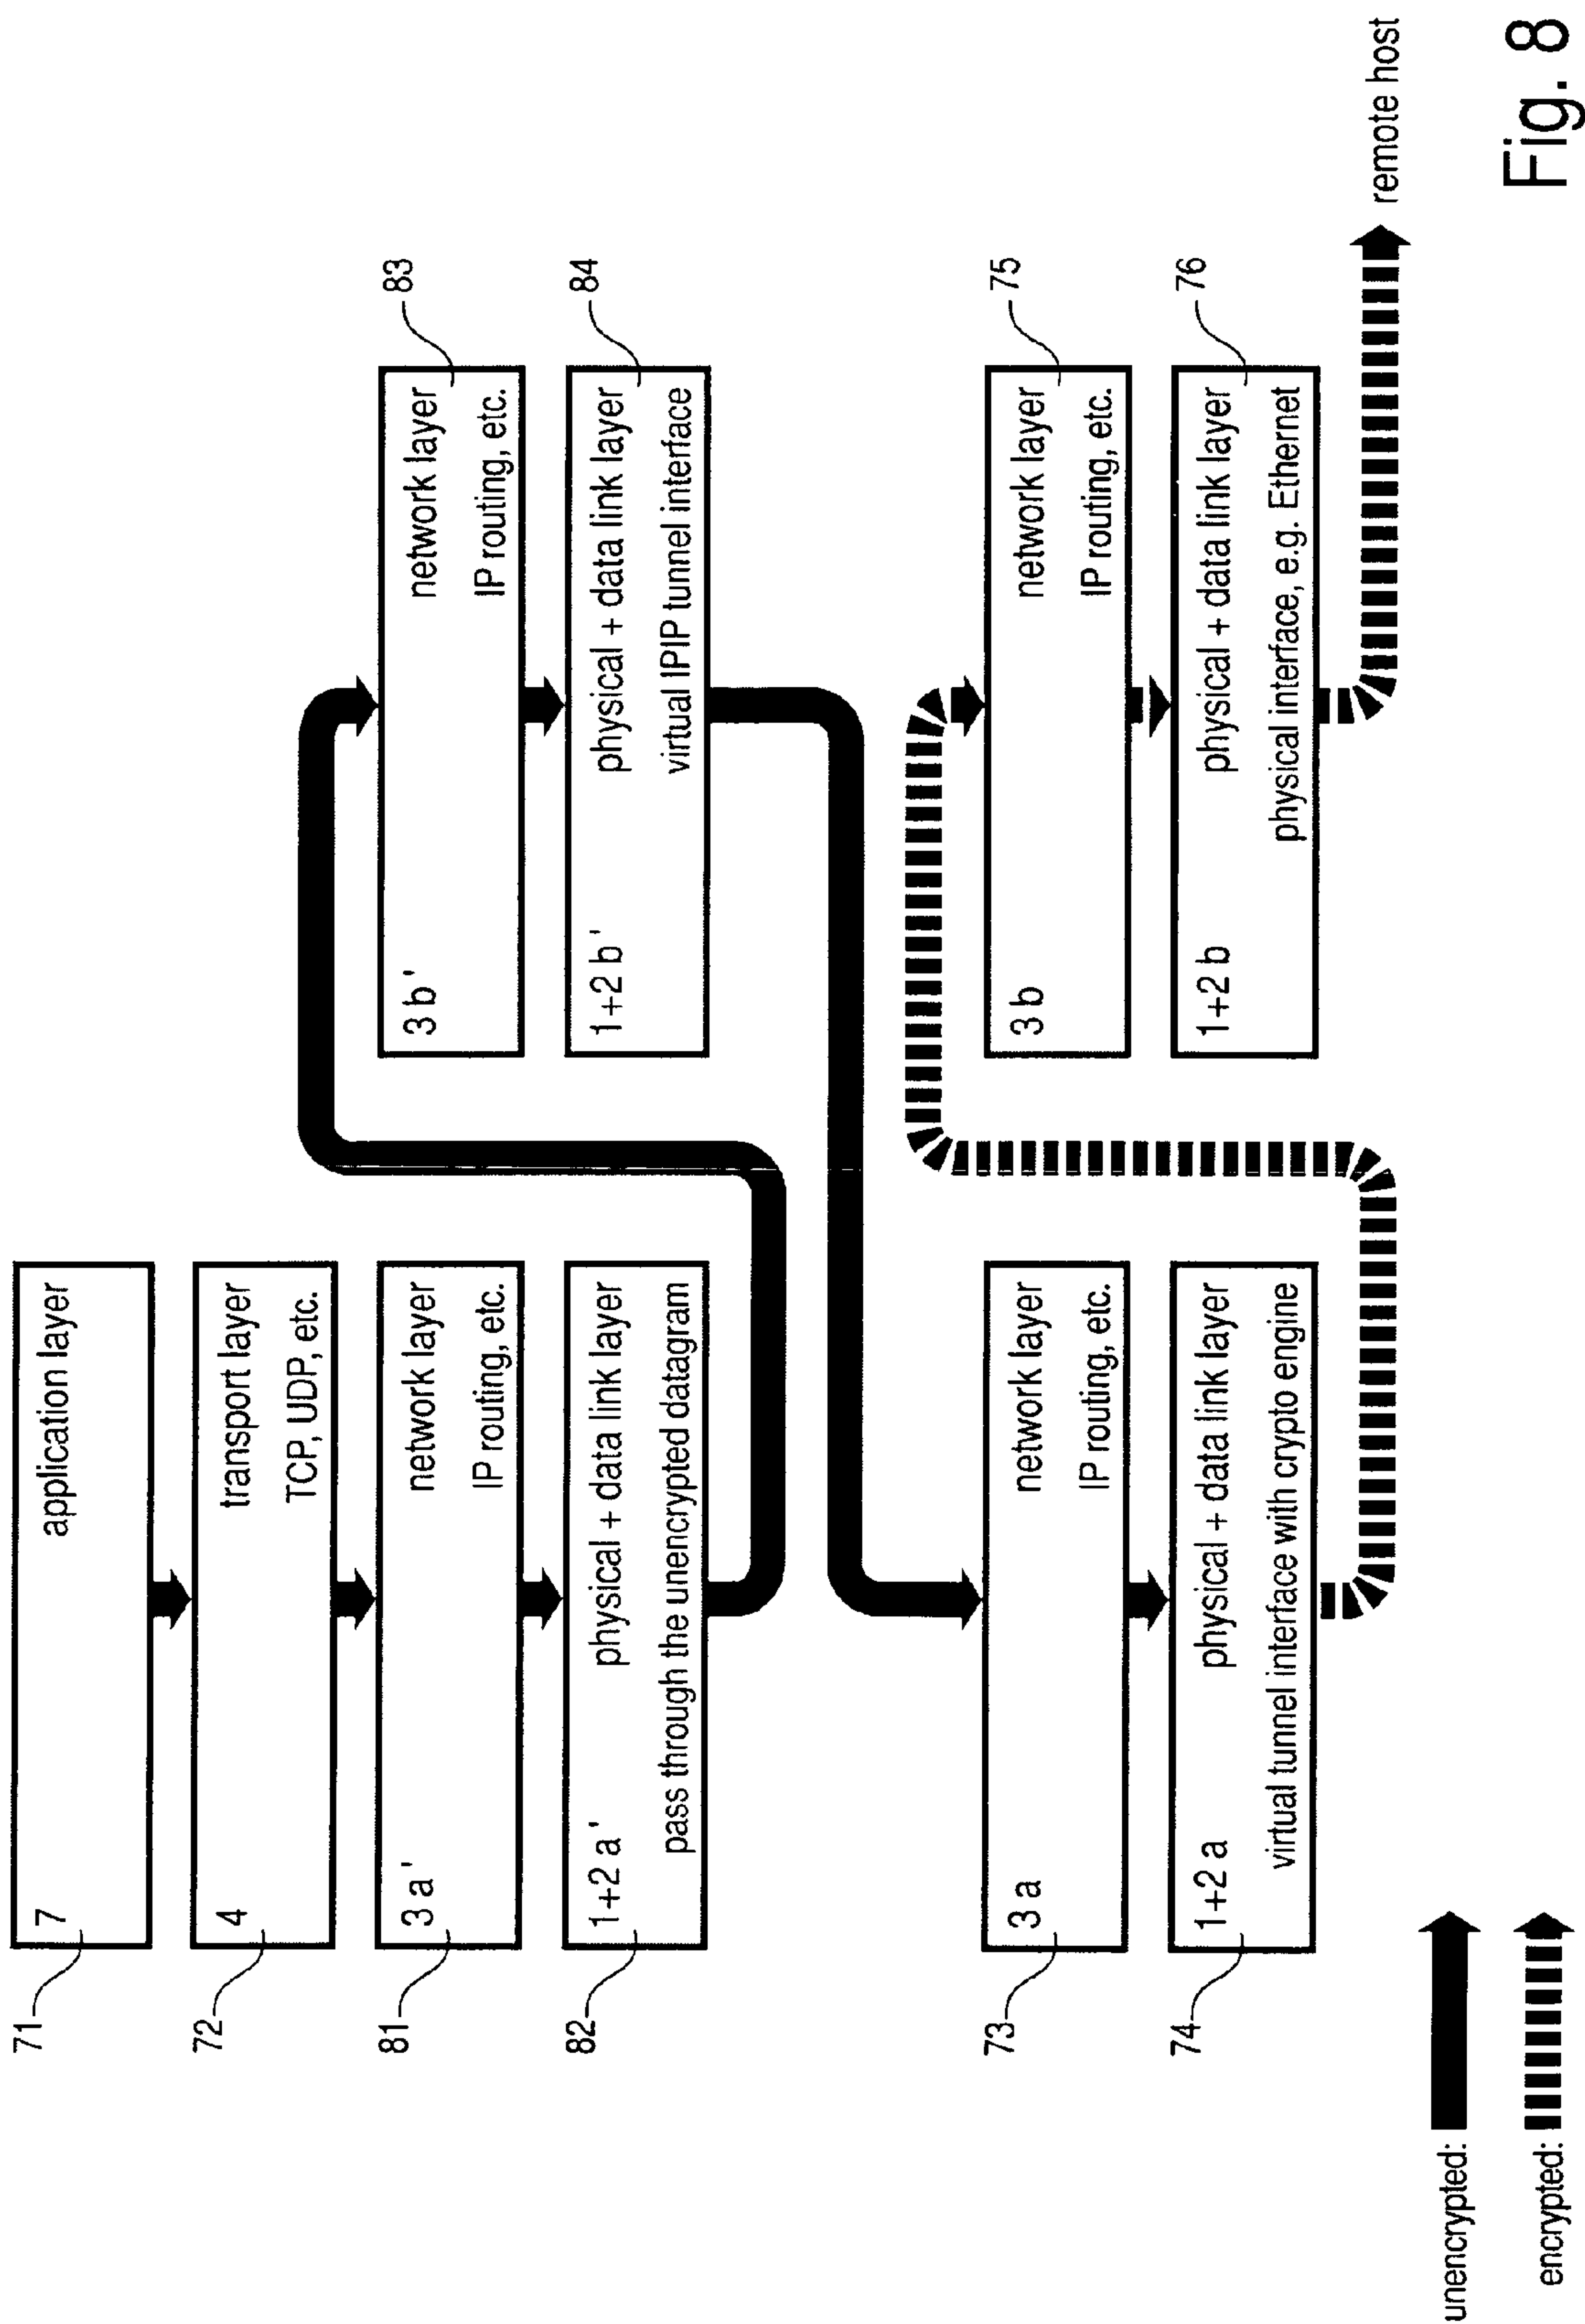 71
7
application layer
72
4
transport layer
TCP, UDP, etc.
81
3 a'
network layer
IP routing, etc.
82
1+2 a'
physical + data link layer
pass through the unencrypted datagram
83
3 b'
network layer
IP routing, etc.
84
1+2 b'
physical + data link layer
virtual IPIP tunnel interface
73
3 a
network layer
IP routing, etc.
74
1+2 a
physical + data link layer
virtual tunnel interface with crypto engine
75
3 b
network layer
IP routing, etc.
76
1+2 b
physical + data link layer
physical interface, e.g. Ethernet
remote host
unencrypted:
encrypted:
Fig. 8